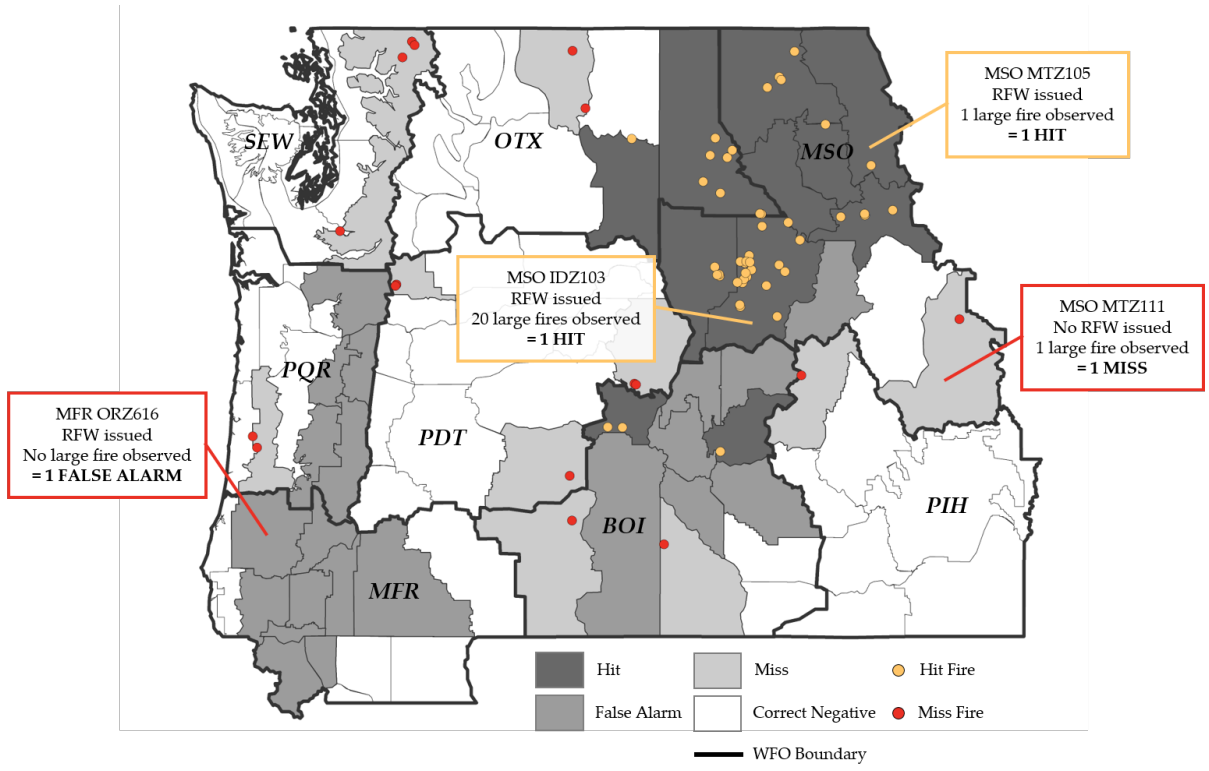 MSO MTZ105
RFW issued
1 large fire observed
= 1 HIT
SEW
OTX
MSO
MSO IDZ103
RFW issued
20 large fires observed
= 1 HIT
MSO MTZ111
No RFW issued
1 large fire observed
= 1 MISS
PQR
MFR ORZ616
RFW issued
No large fire observed
= 1 FALSE ALARM
PDT
PIH
BOI
MFR
Hit
Miss
Hit Fire
False Alarm
Correct Negative
Miss Fire
WFO Boundary